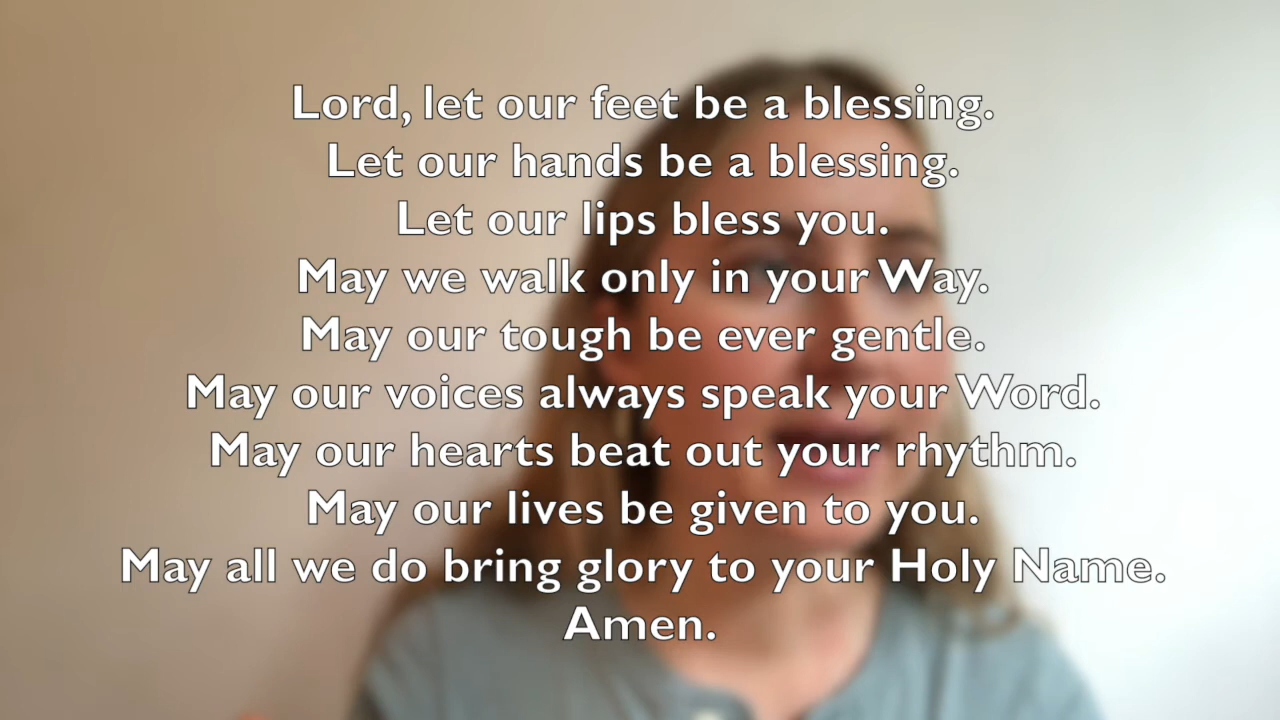 Lord, let our feet be a blessing.
Let our hands be a blessing.
Let our lips bless you.
May we walk only in your Way.
May our tough be ever gentle.
May our voices always speak your Word.
May our hearts beat out your rhythm.
May our lives be given to you.
May all we do bring glory to your Holy Name.
Amen.